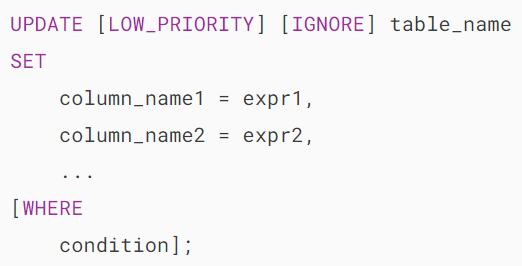 UPDATE [LOW_PRIORITY] [IGNORE] table_name
SET
    column_name1 = expr1,
    column_name2 = expr2,
    ...
[WHERE
    condition];